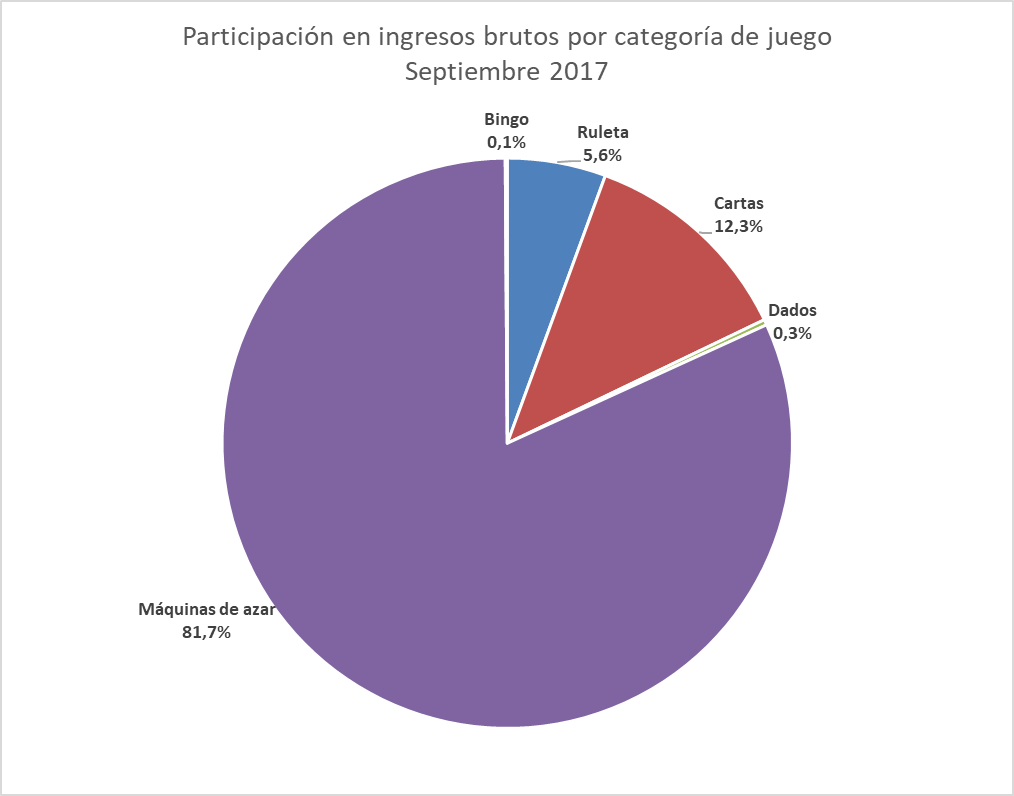 Participación en ingresos brutos por categoría de juego
Septiembre 2017
Bingo
0,1%
Ruleta
5,6%
Cartas
12,3%
Dados
0,3%
Máquinas de azar
81,7%